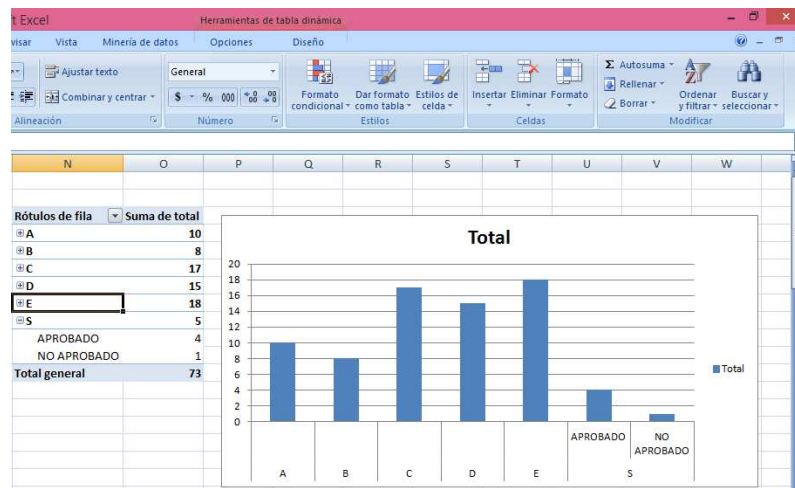 t Excel
Herramientas de tabla dinámica
visar Vista Minería de datos Opciones Diseño
Ajustar texto
General
Σ Autosuma
Rellenar
Combinar y centrar
$ % 000
Formato condicional
Dar formato como tabla
Estilos de celda
Insertar Eliminar Formato
Borrar
Ordenar y filtrar
Buscar y seleccionar
Alineación Número Estilos Celdas Modificar
N O P Q R S T U V W
Rótulos de fila Suma de total
A 10
B 8
C 17
D 15
E 18
S 5
APROBADO 4
NO APROBADO 1
Total general 73
Total
20
18
16
14
12
10
8
6
4
2
0
Total
APROBADO NO APROBADO
A B C D E S